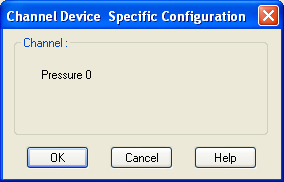 Channel Device  Specific Configuration
Channel :
Pressure 0
OK
Cancel
Help